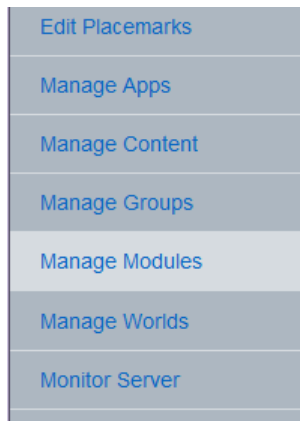 Edit Placemarks
Manage Apps
Manage Content
Manage Groups
Manage Modules
Manage Worlds
Monitor Server